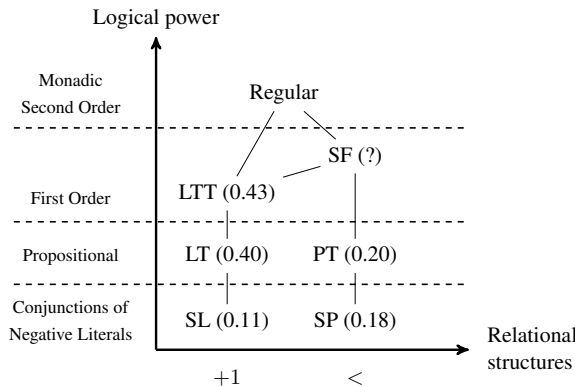 Logical power
Monadic
Second Order
Regular
SF (?)
First Order
LTT (0.43)
Propositional
LT (0.40)
PT (0.20)
Conjunctions of
Negative Literals
SL (0.11)
SP (0.18)
Relational
structures
+1
<